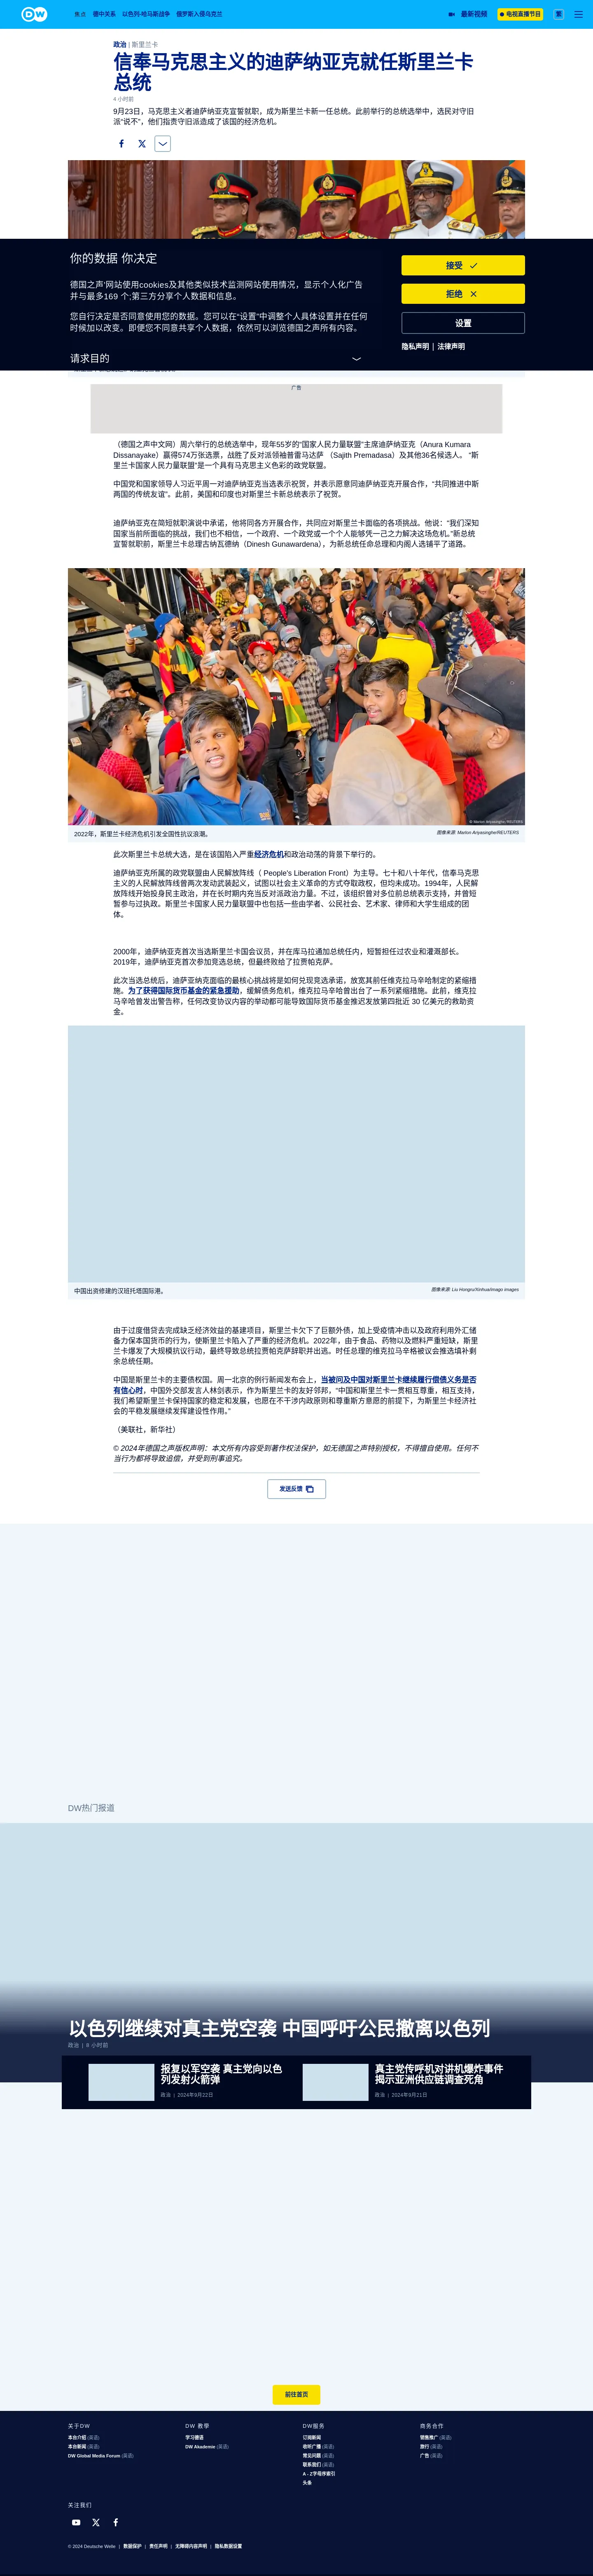 DW
焦点 德中关系 以色列-哈马斯战争 俄罗斯入侵乌克兰
最新视频 电视直播节目 繁
政治 | 斯里兰卡
信奉马克思主义的迪萨纳亚克就任斯里兰卡
总统
4 小时前
9月23日，马克思主义者迪萨纳亚克宣誓就职，成为斯里兰卡新一任总统。此前举行的总统选举中，选民对守旧
派“说不”，他们指责守旧派造成了该国的经济危机。
你的数据 你决定
德国之声'网站使用cookies及其他类似技术监测网站使用情况，显示个人化广告
并与最多169 个;第三方分享个人数据和信息。
您自行决定是否同意使用您的数据。您可以在“设置”中调整个人具体设置并在任何
时候加以改变。即便您不同意共享个人数据，依然可以浏览德国之声所有内容。
请求目的
接受
拒绝
设置
隐私声明 | 法律声明
广告
（德国之声中文网）周六举行的总统选举中，现年55岁的“国家人民力量联盟”主席迪萨纳亚克（Anura Kumara
Dissanayake）赢得574万张选票，战胜了反对派领袖普雷马达萨 （Sajith Premadasa）及其他36名候选人。 “斯
里兰卡国家人民力量联盟”是一个具有马克思主义色彩的政党联盟。
中国党和国家领导人习近平周一对迪萨纳亚克当选表示祝贺，并表示愿意同迪萨纳亚克开展合作，“共同推进中斯
两国的传统友谊”。此前，美国和印度也对斯里兰卡新总统表示了祝贺。
迪萨纳亚克在简短就职演说中承诺，他将同各方开展合作，共同应对斯里兰卡面临的各项挑战。他说：“我们深知
国家当前所面临的挑战，我们也不相信，一个政府、一个政党或一个个人能够凭一己之力解决这场危机。”新总统
宣誓就职前，斯里兰卡总理古纳瓦德纳（Dinesh Gunawardena），为新总统任命总理和内阁人选铺平了道路。
© Marlon Ariyasinghe, REUTERS
2022年，斯里兰卡经济危机引发全国性抗议浪潮。
图像来源: Marlon Ariyasinghe/REUTERS
此次斯里兰卡总统大选，是在该国陷入严重经济危机和政治动荡的背景下举行的。
迪萨纳亚克所属的政党联盟由人民解放阵线（ People's Liberation Front）为主导。七十和八十年代，信奉马克思
主义的人民解放阵线曾两次发动武装起义，试图以社会主义革命的方式夺取政权，但均未成功。1994年，人民解
放阵线开始投身民主政治，并在长时期内充当反对派政治力量。不过，该组织曾对多位前总统表示支持，并曾短
暂参与过执政。斯里兰卡国家人民力量联盟中也包括一些由学者、公民社会、艺术家、律师和大学生组成的团
体。
2000年，迪萨纳亚克首次当选斯里兰卡国会议员，并在库马拉通加总统任内，短暂担任过农业和灌溉部长。
2019年，迪萨纳亚克首次参加竞选总统，但最终败给了拉贾帕克萨。
此次当选总统后，迪萨亚纳克面临的最核心挑战将是如何兑现竞选承诺，放宽其前任维克拉马辛哈制定的紧缩措
施。为了获得国际货币基金的紧急援助，缓解债务危机，维克拉马辛哈曾出台了一系列紧缩措施。此前，维克拉
马辛哈曾发出警告称，任何改变协议内容的举动都可能导致国际货币基金推迟发放第四批近 30 亿美元的救助资
金。
中国出资修建的汉班托塔国际港。
图像来源: Liu Hongru/Xinhua/imago images
由于过度借贷去完成缺乏经济效益的基建项目，斯里兰卡欠下了巨额外债，加上受疫情冲击以及政府利用外汇储
备力保本国货币的行为，使斯里兰卡陷入了严重的经济危机。2022年，由于食品、药物以及燃料严重短缺，斯里
兰卡爆发了大规模抗议行动，最终导致总统拉贾帕克萨辞职并出逃。时任总理的维克拉马辛格被议会推选填补剩
余总统任期。
中国是斯里兰卡的主要债权国。周一北京的例行新闻发布会上，当被问及中国对斯里兰卡继续履行偿债义务是否
有信心时，中国外交部发言人林剑表示，作为斯里兰卡的友好邻邦，“中国和斯里兰卡一贯相互尊重，相互支持，
我们希望斯里兰卡保持国家的稳定和发展，也愿在不干涉内政原则和尊重斯方意愿的前提下，为斯里兰卡经济社
会的平稳发展继续发挥建设性作用。”
（美联社，新华社）
© 2024年德国之声版权声明：本文所有内容受到著作权法保护，如无德国之声特别授权，不得擅自使用。任何不
当行为都将导致追偿，并受到刑事追究。
发送反馈
DW热门报道
以色列继续对真主党空袭 中国呼吁公民撤离以色列
政治 | 9 小时前
报复以军空袭 真主党向以色
列发射火箭弹
政治 | 2024年9月22日
真主党传呼机对讲机爆炸事件
揭示亚洲供应链调查死角
政治 | 2024年9月21日
前往首页
关于DW
本台介绍 (英语)
本台新闻 (英语)
DW Global Media Forum (英语)
DW 教學
学习德语
DW Akademie (英语)
DW服务
订阅新闻
收听广播 (英语)
常见问题 (英语)
联系我们 (英语)
A - Z字母序索引
头条
商务合作
销售推广 (英语)
旅行 (英语)
广告 (英语)
关注我们
© 2024 Deutsche Welle | 数据保护 | 责任声明 | 无障碍内容声明 | 隐私数据设置